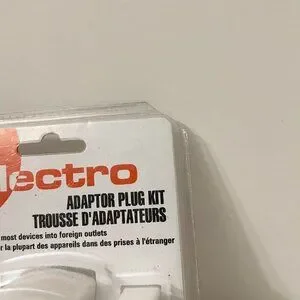 lectro
ADAPTOR PLUG KIT
TROUSSE D'ADAPTATEURS
most devices into foreign outlets
r la plupart des appareils dans des prises à l'étranger